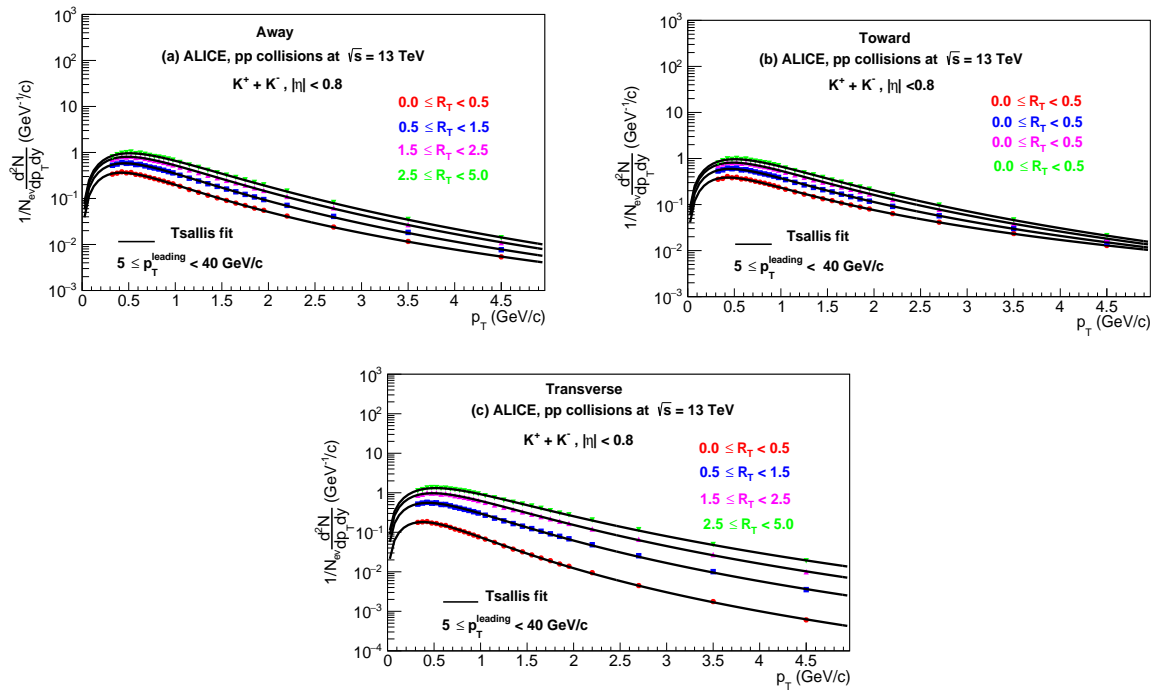 Away
(a) ALICE, pp collisions at √s = 13 TeV
K⁺ + K⁻ , |η| < 0.8
0.0 ≤ R_T < 0.5
0.5 ≤ R_T < 1.5
1.5 ≤ R_T < 2.5
2.5 ≤ R_T < 5.0
Tsallis fit
5 ≤ p_T^leading < 40 GeV/c
1/N_ev d²N/dp_T dy (GeV⁻¹/c)
10³
10²
10
1
10⁻¹
10⁻²
10⁻³
0 0.5 1 1.5 2 2.5 3 3.5 4 4.5
p_T (GeV/c)
Toward
(b) ALICE, pp collisions at √s = 13 TeV
K⁺ + K⁻ , |η| <0.8
0.0 ≤ R_T < 0.5
0.0 ≤ R_T < 0.5
0.0 ≤ R_T < 0.5
0.0 ≤ R_T < 0.5
Tsallis fit
5 ≤ p_T^leading < 40 GeV/c
1/N_ev d²N/dp_T dy (GeV⁻¹/c)
10³
10²
10
1
10⁻¹
10⁻²
10⁻³
0 0.5 1 1.5 2 2.5 3 3.5 4 4.5
p_T (GeV/c)
Transverse
(c) ALICE, pp collisions at √s = 13 TeV
K⁺ + K⁻ , |η| < 0.8
0.0 ≤ R_T < 0.5
0.5 ≤ R_T < 1.5
1.5 ≤ R_T < 2.5
2.5 ≤ R_T < 5.0
Tsallis fit
5 ≤ p_T^leading < 40 GeV/c
1/N_ev d²N/dp_T dy (GeV⁻¹/c)
10³
10²
10
1
10⁻¹
10⁻²
10⁻³
10⁻⁴
0 0.5 1 1.5 2 2.5 3 3.5 4 4.5
p_T (GeV/c)